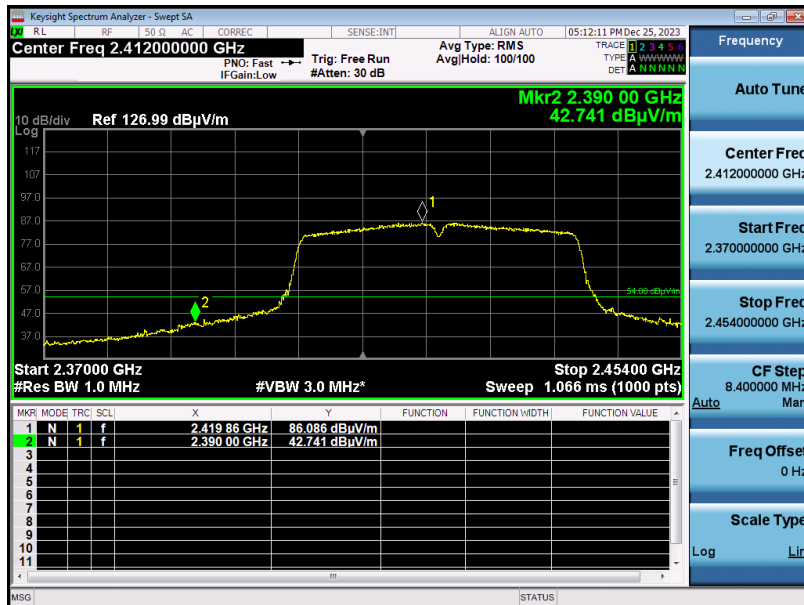 Keysight Spectrum Analyzer - Swept SA
LXI RL RF 50 Ω AC CORREC SENSE:INT ALIGN AUTO 05:12:11 PM Dec 25, 2023
Center Freq 2.412000000 GHz
PNO: Fast
IFGain:Low
Trig: Free Run
#Atten: 30 dB
Avg Type: RMS
Avg|Hold: 100/100
TRACE 1 2 3 4 5 6
TYPE A WWWWW
DET A N N N N N
Mkr2 2.390 00 GHz
42.741 dBµV/m
10 dB/div Ref 126.99 dBµV/m
Log
117
107
97.0
87.0
77.0
67.0
57.0
47.0
37.0
1
2
54.00 dBµV/m
Start 2.37000 GHz Stop 2.45400 GHz
#Res BW 1.0 MHz #VBW 3.0 MHz* Sweep 1.066 ms (1000 pts)
MKR MODE TRC SCL X Y FUNCTION FUNCTION WIDTH FUNCTION VALUE
1 N 1 f 2.419 86 GHz 86.086 dBµV/m
2 N 1 f 2.390 00 GHz 42.741 dBµV/m
3
4
5
6
7
8
9
10
11
MSG STATUS
Frequency
Auto Tune
Center Freq
2.412000000 GHz
Start Freq
2.370000000 GHz
Stop Freq
2.454000000 GHz
CF Step
8.400000 MHz
Auto Man
Freq Offset
0 Hz
Scale Type
Log Lin